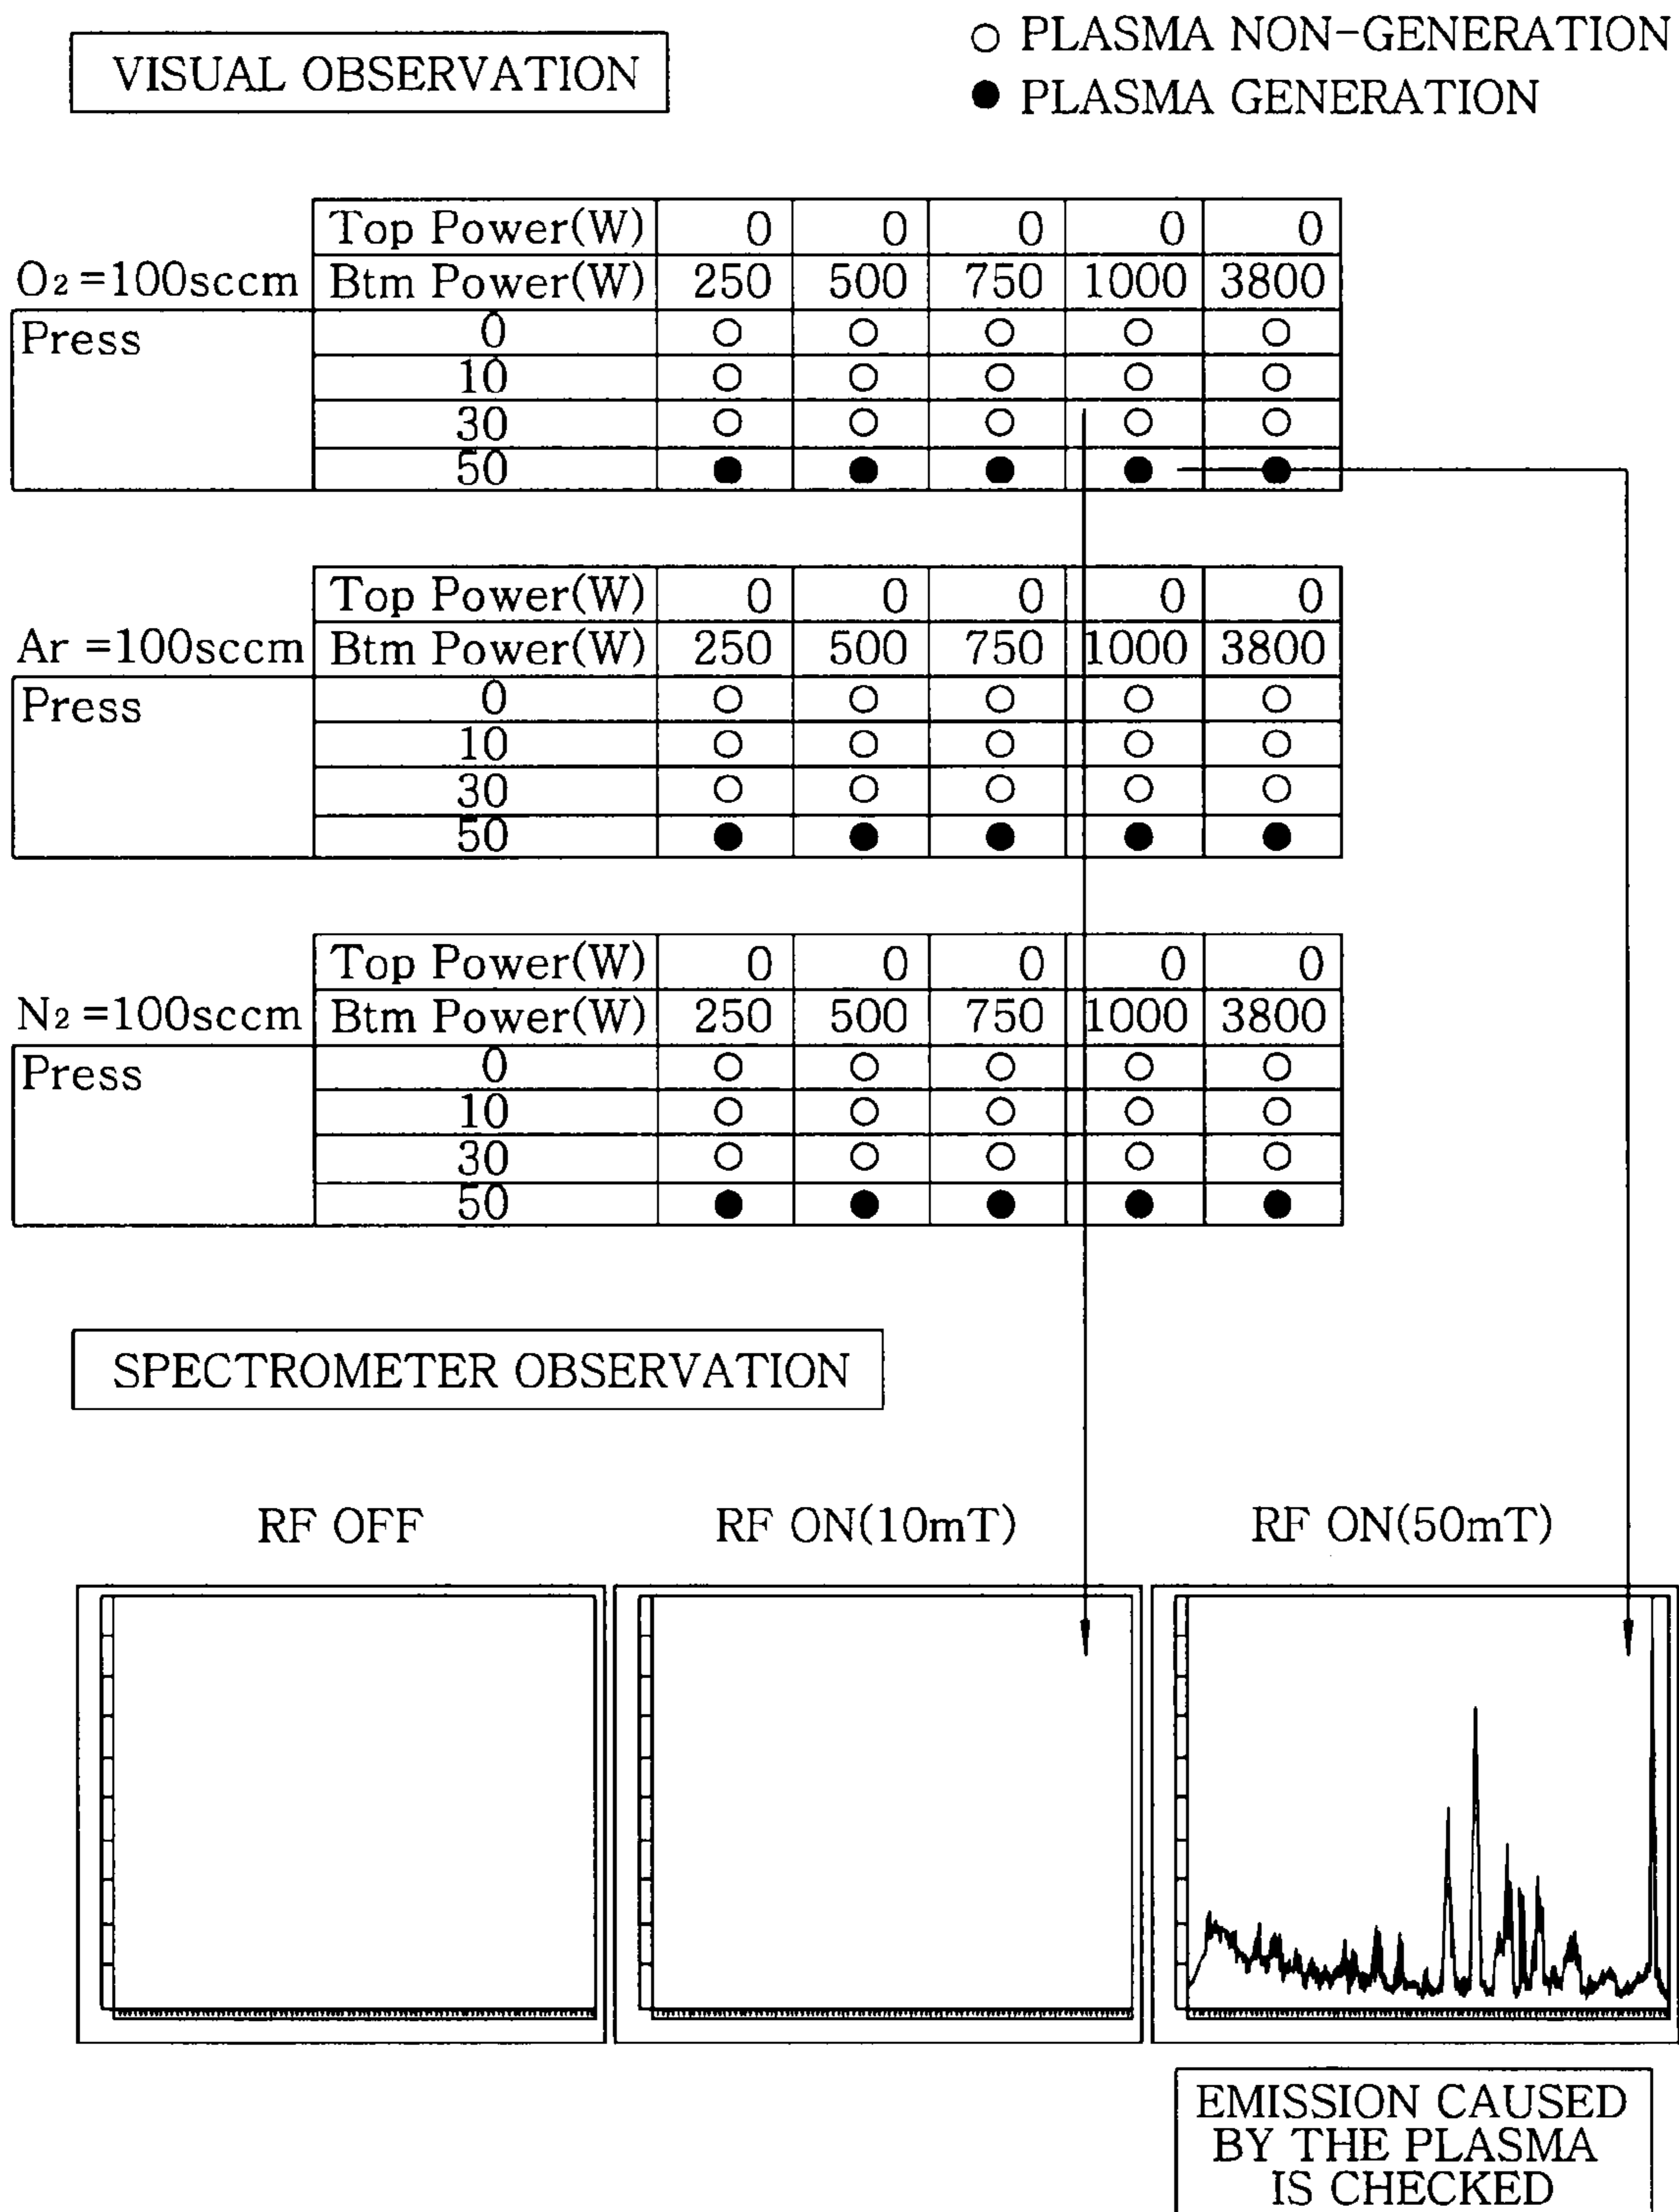 VISUAL OBSERVATION
○ PLASMA NON-GENERATION
● PLASMA GENERATION
Top Power(W) 0 0 0 0 0
O₂ =100sccm Btm Power(W) 250 500 750 1000 3800
Press 0 ○ ○ ○ ○ ○
10 ○ ○ ○ ○ ○
30 ○ ○ ○ ○ ○
50 ● ● ● ● ●
Top Power(W) 0 0 0 0 0
Ar =100sccm Btm Power(W) 250 500 750 1000 3800
Press 0 ○ ○ ○ ○ ○
10 ○ ○ ○ ○ ○
30 ○ ○ ○ ○ ○
50 ● ● ● ● ●
Top Power(W) 0 0 0 0 0
N₂ =100sccm Btm Power(W) 250 500 750 1000 3800
Press 0 ○ ○ ○ ○ ○
10 ○ ○ ○ ○ ○
30 ○ ○ ○ ○ ○
50 ● ● ● ● ●
SPECTROMETER OBSERVATION
RF OFF RF ON(10mT) RF ON(50mT)
EMISSION CAUSED
BY THE PLASMA
IS CHECKED